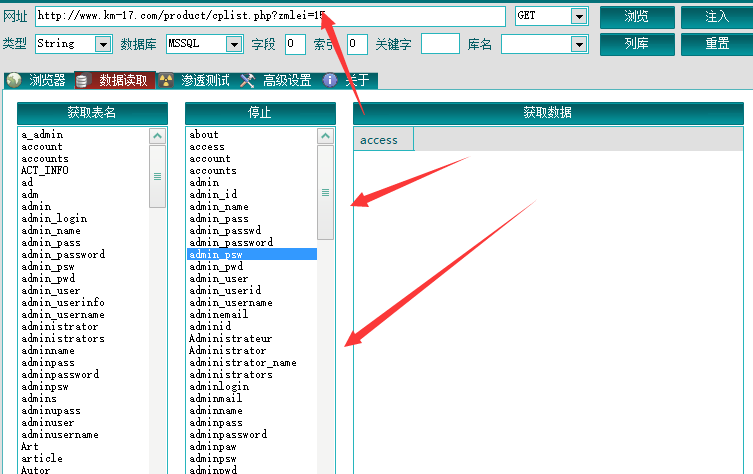 网址 http://www.km-17.com/product/cplist.php?zmlei=15 GET 浏览 注入
类型 String 数据库 MSSQL 字段 0 索引 0 关键字 库名 列库 重置
浏览器 数据读取 渗透测试 高级设置 关于
获取表名
a_admin
account
accounts
ACT_INFO
ad
adm
admin
admin_login
admin_name
admin_pass
admin_password
admin_psw
admin_pwd
admin_user
admin_userinfo
admin_username
administrator
administrators
adminname
adminpass
adminpassword
adminpsw
admins
adminupass
adminuser
adminusername
Art
article
Autor
停止
about
access
account
accounts
admin
admin_id
admin_name
admin_pass
admin_passwd
admin_password
admin_psw
admin_pwd
admin_user
admin_userid
admin_username
adminemail
adminid
Administrateur
Administrator
administrator_name
administrators
adminlogin
adminmail
adminname
adminpass
adminpassword
adminpaw
adminpsw
adminpwd
获取数据
access